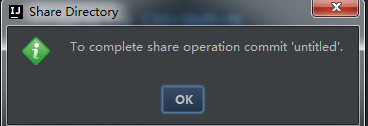 Share Directory
To complete share operation commit 'untitled'.
OK